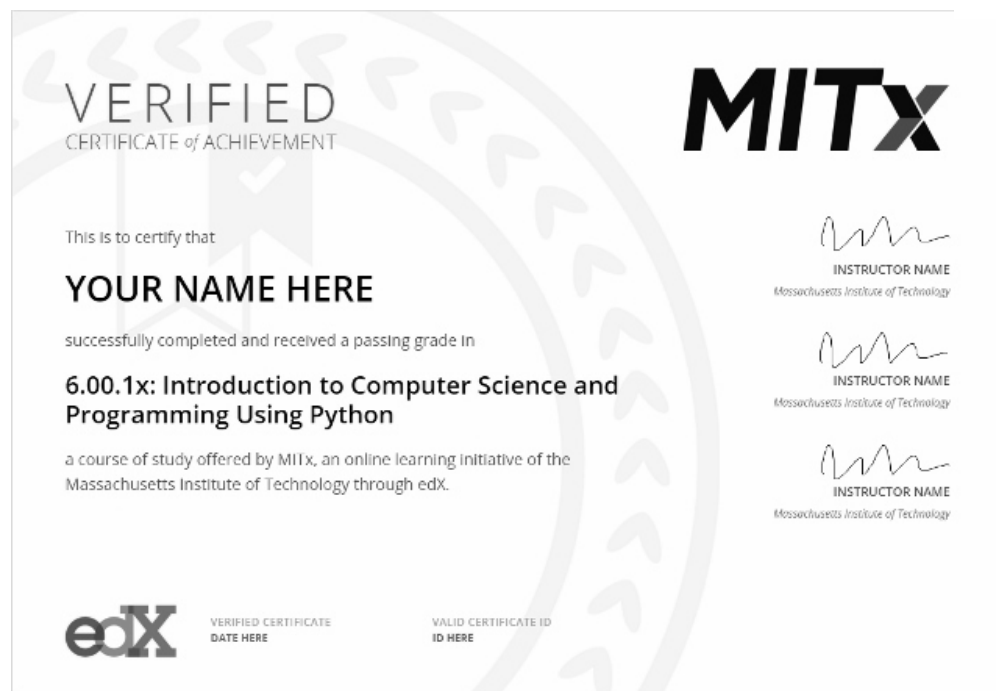 VERIFIED
CERTIFICATE of ACHIEVEMENT
MITx
This is to certify that
YOUR NAME HERE
successfully completed and received a passing grade in
6.00.1x: Introduction to Computer Science and
Programming Using Python
a course of study offered by MITx, an online learning initiative of the
Massachusetts Institute of Technology through edX.
INSTRUCTOR NAME
Massachusetts Institute of Technology
INSTRUCTOR NAME
Massachusetts Institute of Technology
INSTRUCTOR NAME
Massachusetts Institute of Technology
edX
VERIFIED CERTIFICATE
DATE HERE
VALID CERTIFICATE ID
ID HERE